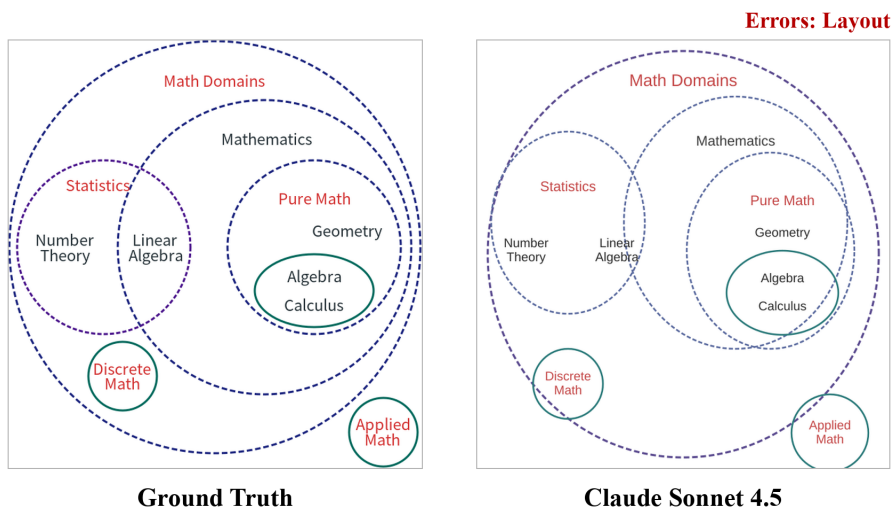 Errors: Layout
Math Domains
Mathematics
Statistics
Pure Math
Geometry
Number
Theory
Linear
Algebra
Algebra
Calculus
Discrete
Math
Applied
Math
Ground Truth
Math Domains
Mathematics
Statistics
Pure Math
Geometry
Number
Theory
Linear
Algebra
Algebra
Calculus
Discrete
Math
Applied
Math
Claude Sonnet 4.5